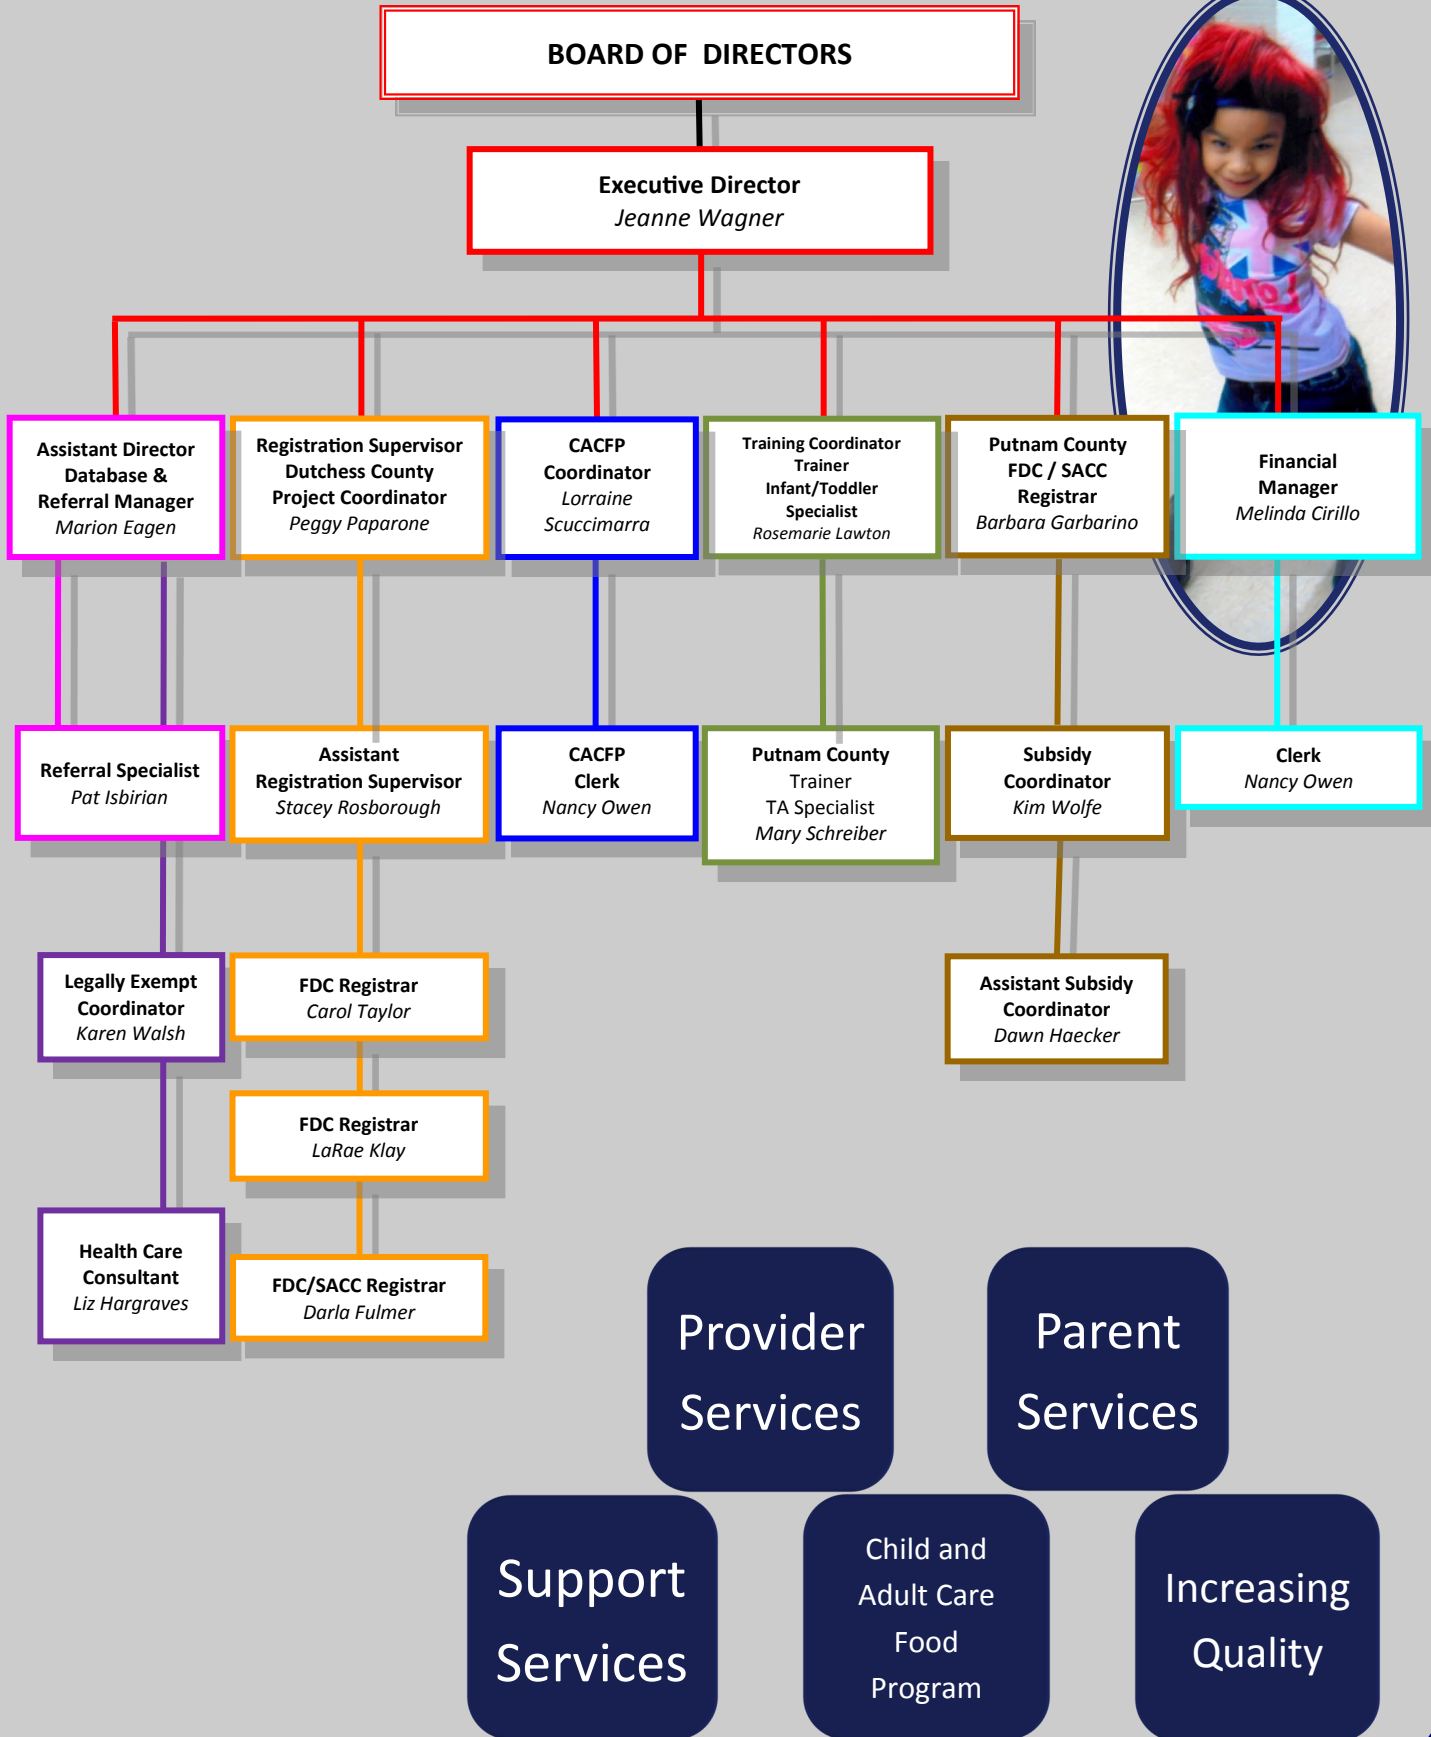 BOARD OF  DIRECTORS
Executive Director
Jeanne Wagner
Assistant Director
Database &
Referral Manager
Marion Eagen
Registration Supervisor
Dutchess County
Project Coordinator
Peggy Paparone
CACFP
Coordinator
Lorraine
Scuccimarra
Training Coordinator
Trainer
Infant/Toddler
Specialist
Rosemarie Lawton
Putnam County
FDC / SACC
Registrar
Barbara Garbarino
Financial
Manager
Melinda Cirillo
Referral Specialist
Pat Isbirian
Assistant
Registration Supervisor
Stacey Rosborough
CACFP
Clerk
Nancy Owen
Putnam County
Trainer
TA Specialist
Mary Schreiber
Subsidy
Coordinator
Kim Wolfe
Clerk
Nancy Owen
Legally Exempt
Coordinator
Karen Walsh
FDC Registrar
Carol Taylor
Assistant Subsidy
Coordinator
Dawn Haecker
FDC Registrar
LaRae Klay
Health Care
Consultant
Liz Hargraves
FDC/SACC Registrar
Darla Fulmer
Provider
Services
Parent
Services
Support
Services
Child and
Adult Care
Food
Program
Increasing
Quality